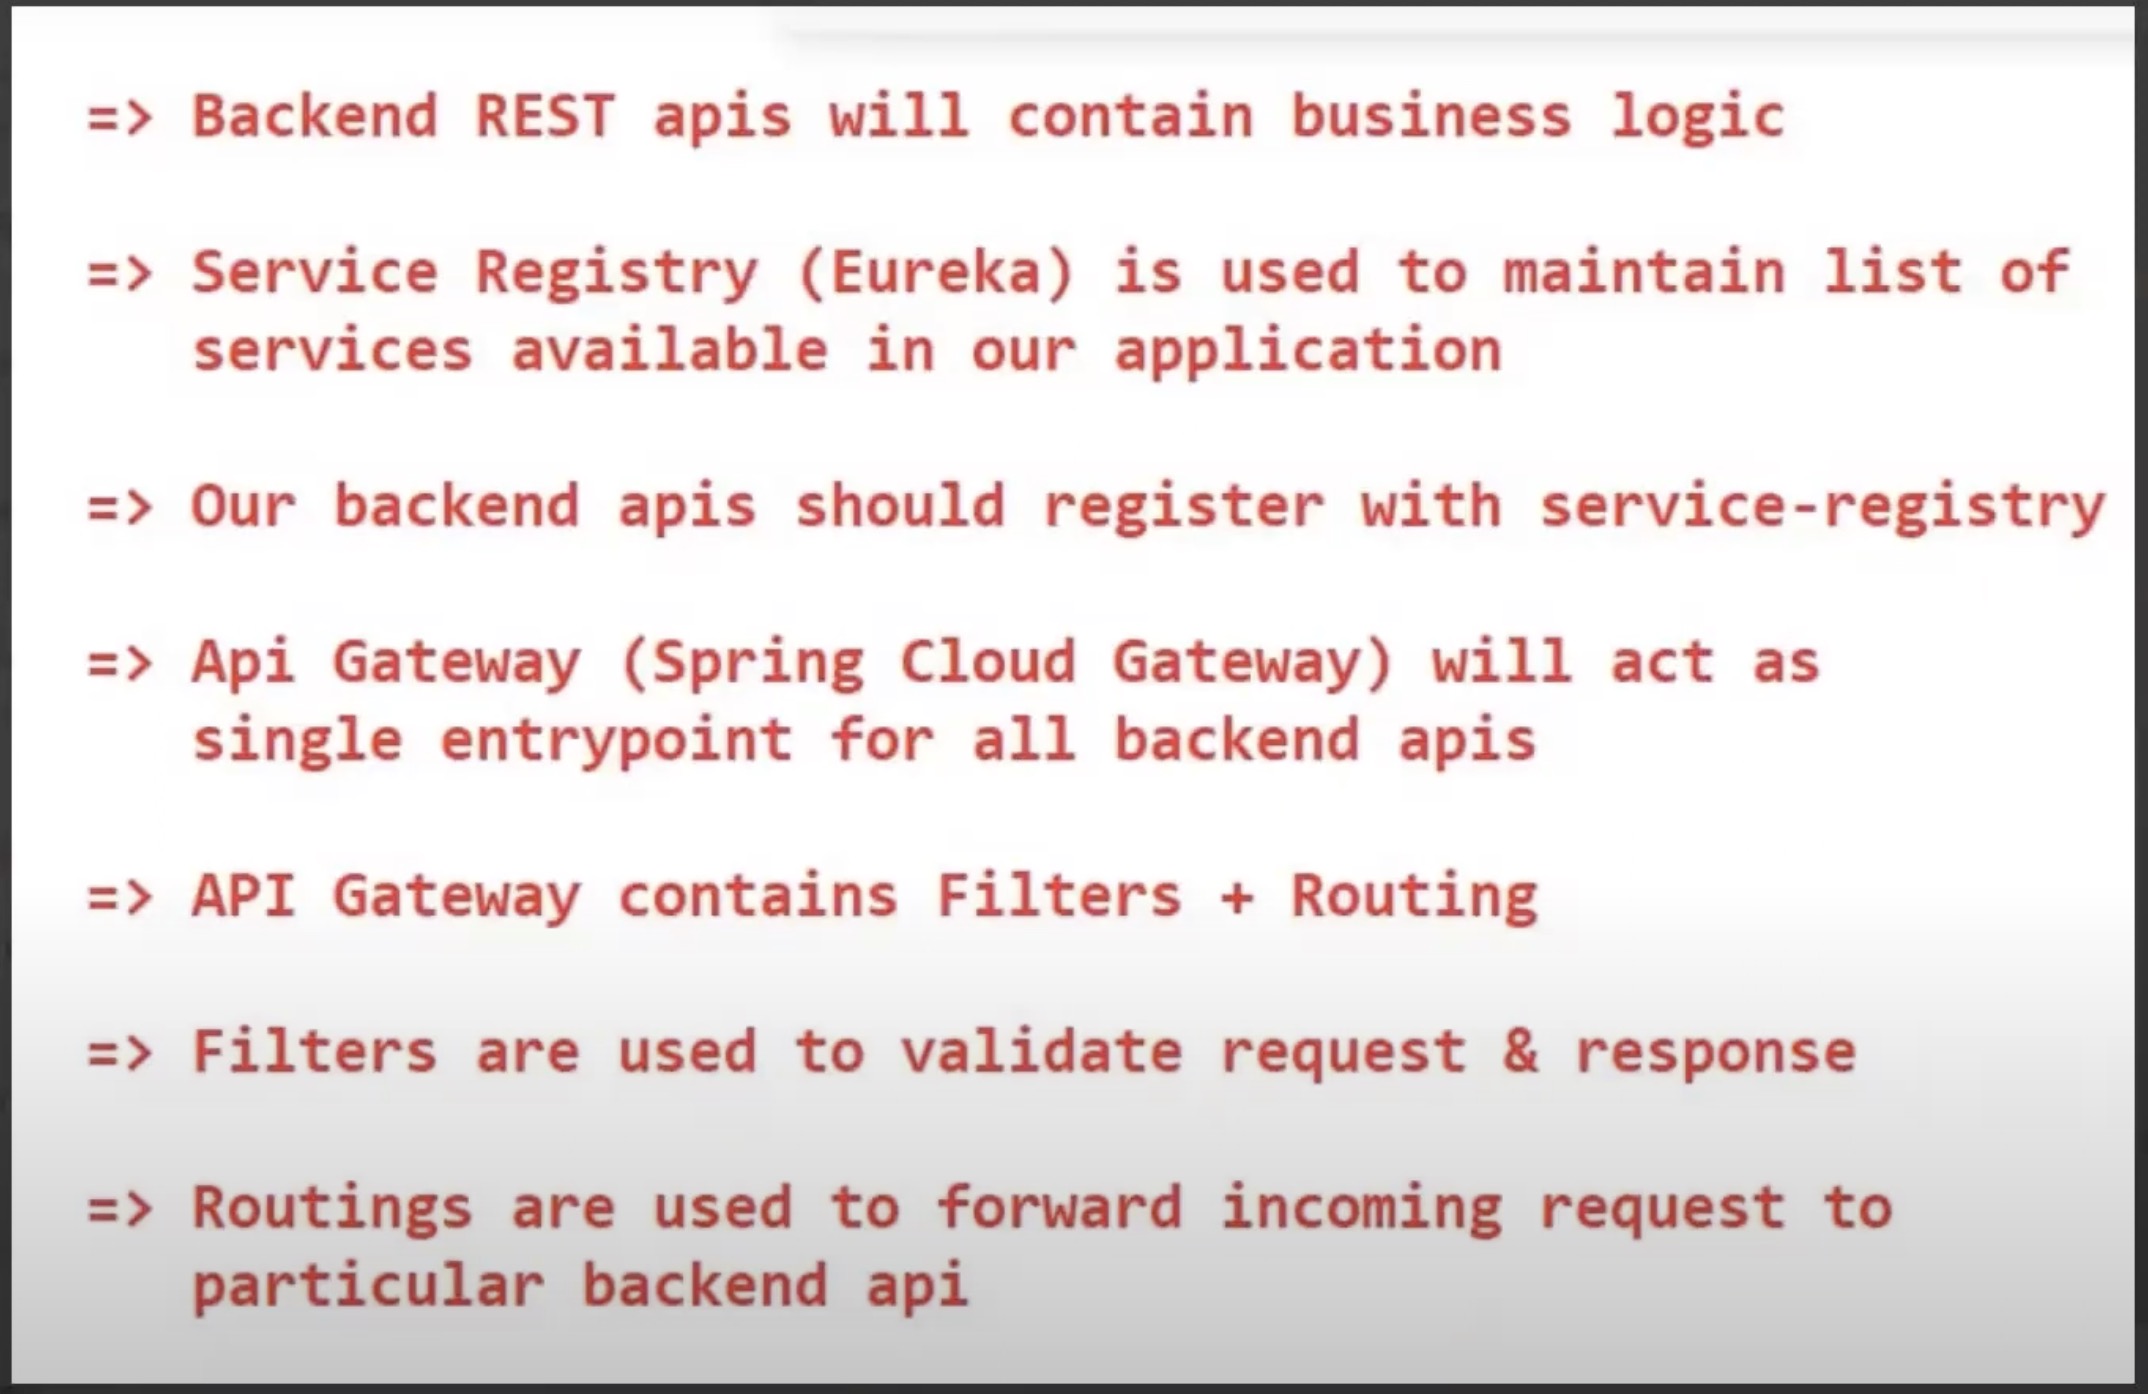 => Backend REST apis will contain business logic
=> Service Registry (Eureka) is used to maintain list of
services available in our application
=> Our backend apis should register with service-registry
=> Api Gateway (Spring Cloud Gateway) will act as
single entrypoint for all backend apis
=> API Gateway contains Filters + Routing
=> Filters are used to validate request & response
=> Routings are used to forward incoming request to
particular backend api